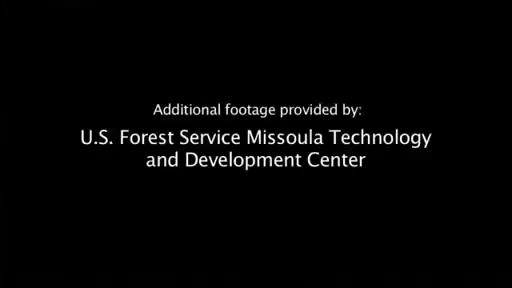 Additional footage provided by:
U.S. Forest Service Missoula Technology
and Development Center